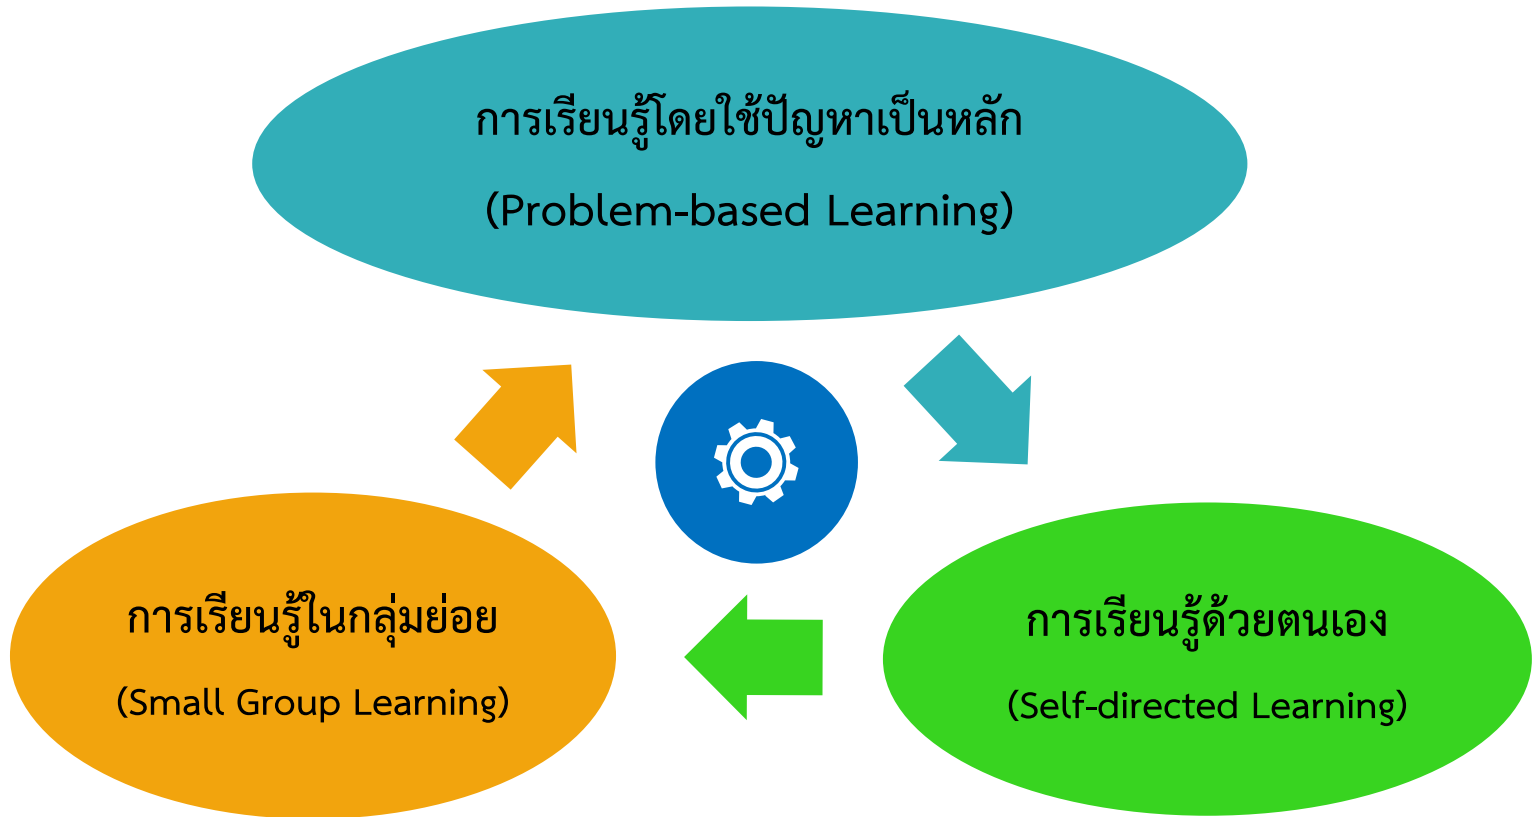 การเรียนรู้โดยใช้ปัญหาเป็นหลัก
(Problem-based Learning)
การเรียนรู้ในกลุ่มย่อย
(Small Group Learning)
การเรียนรู้ด้วยตนเอง
(Self-directed Learning)